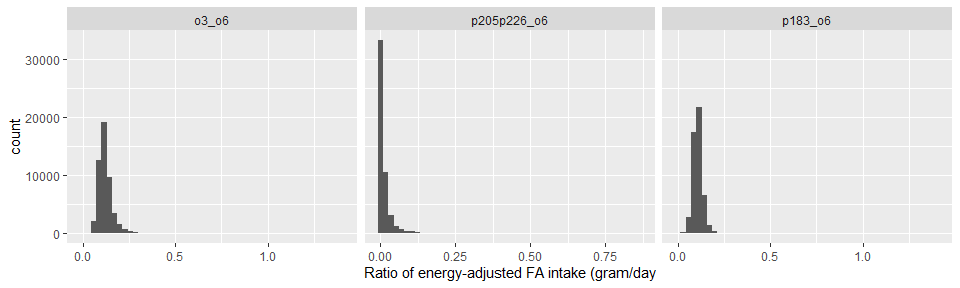 o3_o6 p205p226_o6 p183_o6
count
30000
20000
10000
0
0.0 0.5 1.0 0.00 0.25 0.50 0.75 0.0 0.5 1.0
Ratio of energy-adjusted FA intake (gram/day